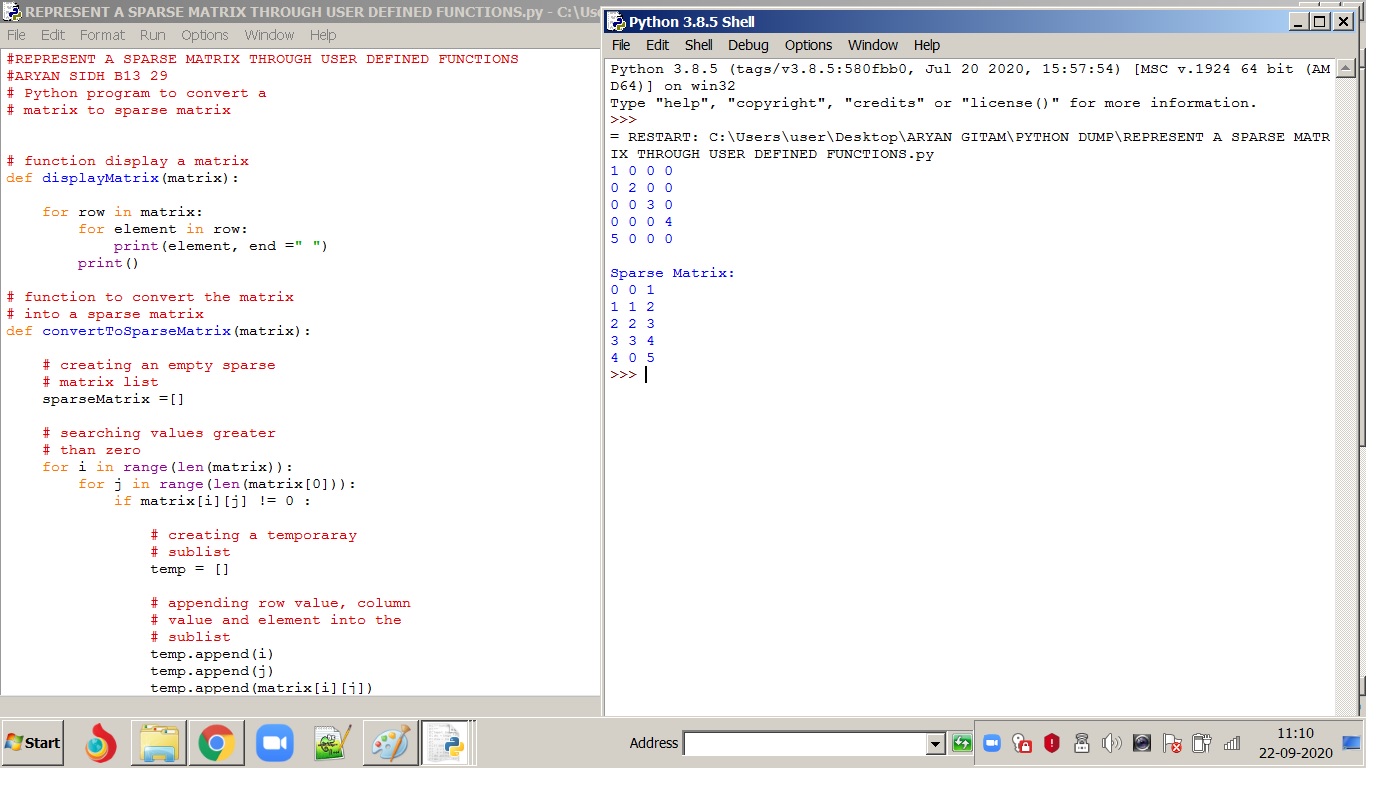 REPRESENT A SPARSE MATRIX THROUGH USER DEFINED FUNCTIONS.py - C:\Use
File Edit Format Run Options Window Help
#REPRESENT A SPARSE MATRIX THROUGH USER DEFINED FUNCTIONS
#ARYAN SIDH B13 29
# Python program to convert a
# matrix to sparse matrix
# function display a matrix
def displayMatrix(matrix):
for row in matrix:
for element in row:
print(element, end =" ")
print()
# function to convert the matrix
# into a sparse matrix
def convertToSparseMatrix(matrix):
# creating an empty sparse
# matrix list
sparseMatrix =[]
# searching values greater
# than zero
for i in range(len(matrix)):
for j in range(len(matrix[0])):
if matrix[i][j] != 0 :
# creating a temporaray
# sublist
temp = []
# appending row value, column
# value and element into the
# sublist
temp.append(i)
temp.append(j)
temp.append(matrix[i][j])
Python 3.8.5 Shell
File Edit Shell Debug Options Window Help
Python 3.8.5 (tags/v3.8.5:580fbb0, Jul 20 2020, 15:57:54) [MSC v.1924 64 bit (AM
D64)] on win32
Type "help", "copyright", "credits" or "license()" for more information.
>>>
= RESTART: C:\Users\user\Desktop\ARYAN GITAM\PYTHON DUMP\REPRESENT A SPARSE MATR
IX THROUGH USER DEFINED FUNCTIONS.py
1 0 0 0
0 2 0 0
0 0 3 0
0 0 0 4
5 0 0 0
Sparse Matrix:
0 0 1
1 1 2
2 2 3
3 3 4
4 0 5
>>>
Start
Address
11:10
22-09-2020